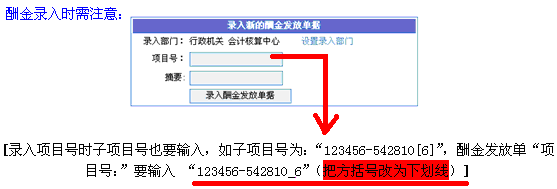 酬金录入时需注意：
录入新的酬金发放单据
录入部门：行政机关 会计核算中心 设置录入部门
项目号：
摘要：
录入酬金发放单据
[录入项目号时子项目号也要输入，如子项目号为：“123456-542810[6]”，酬金发放单“项
目号：”要输入 “123456-542810_6”（把方括号改为下划线）]